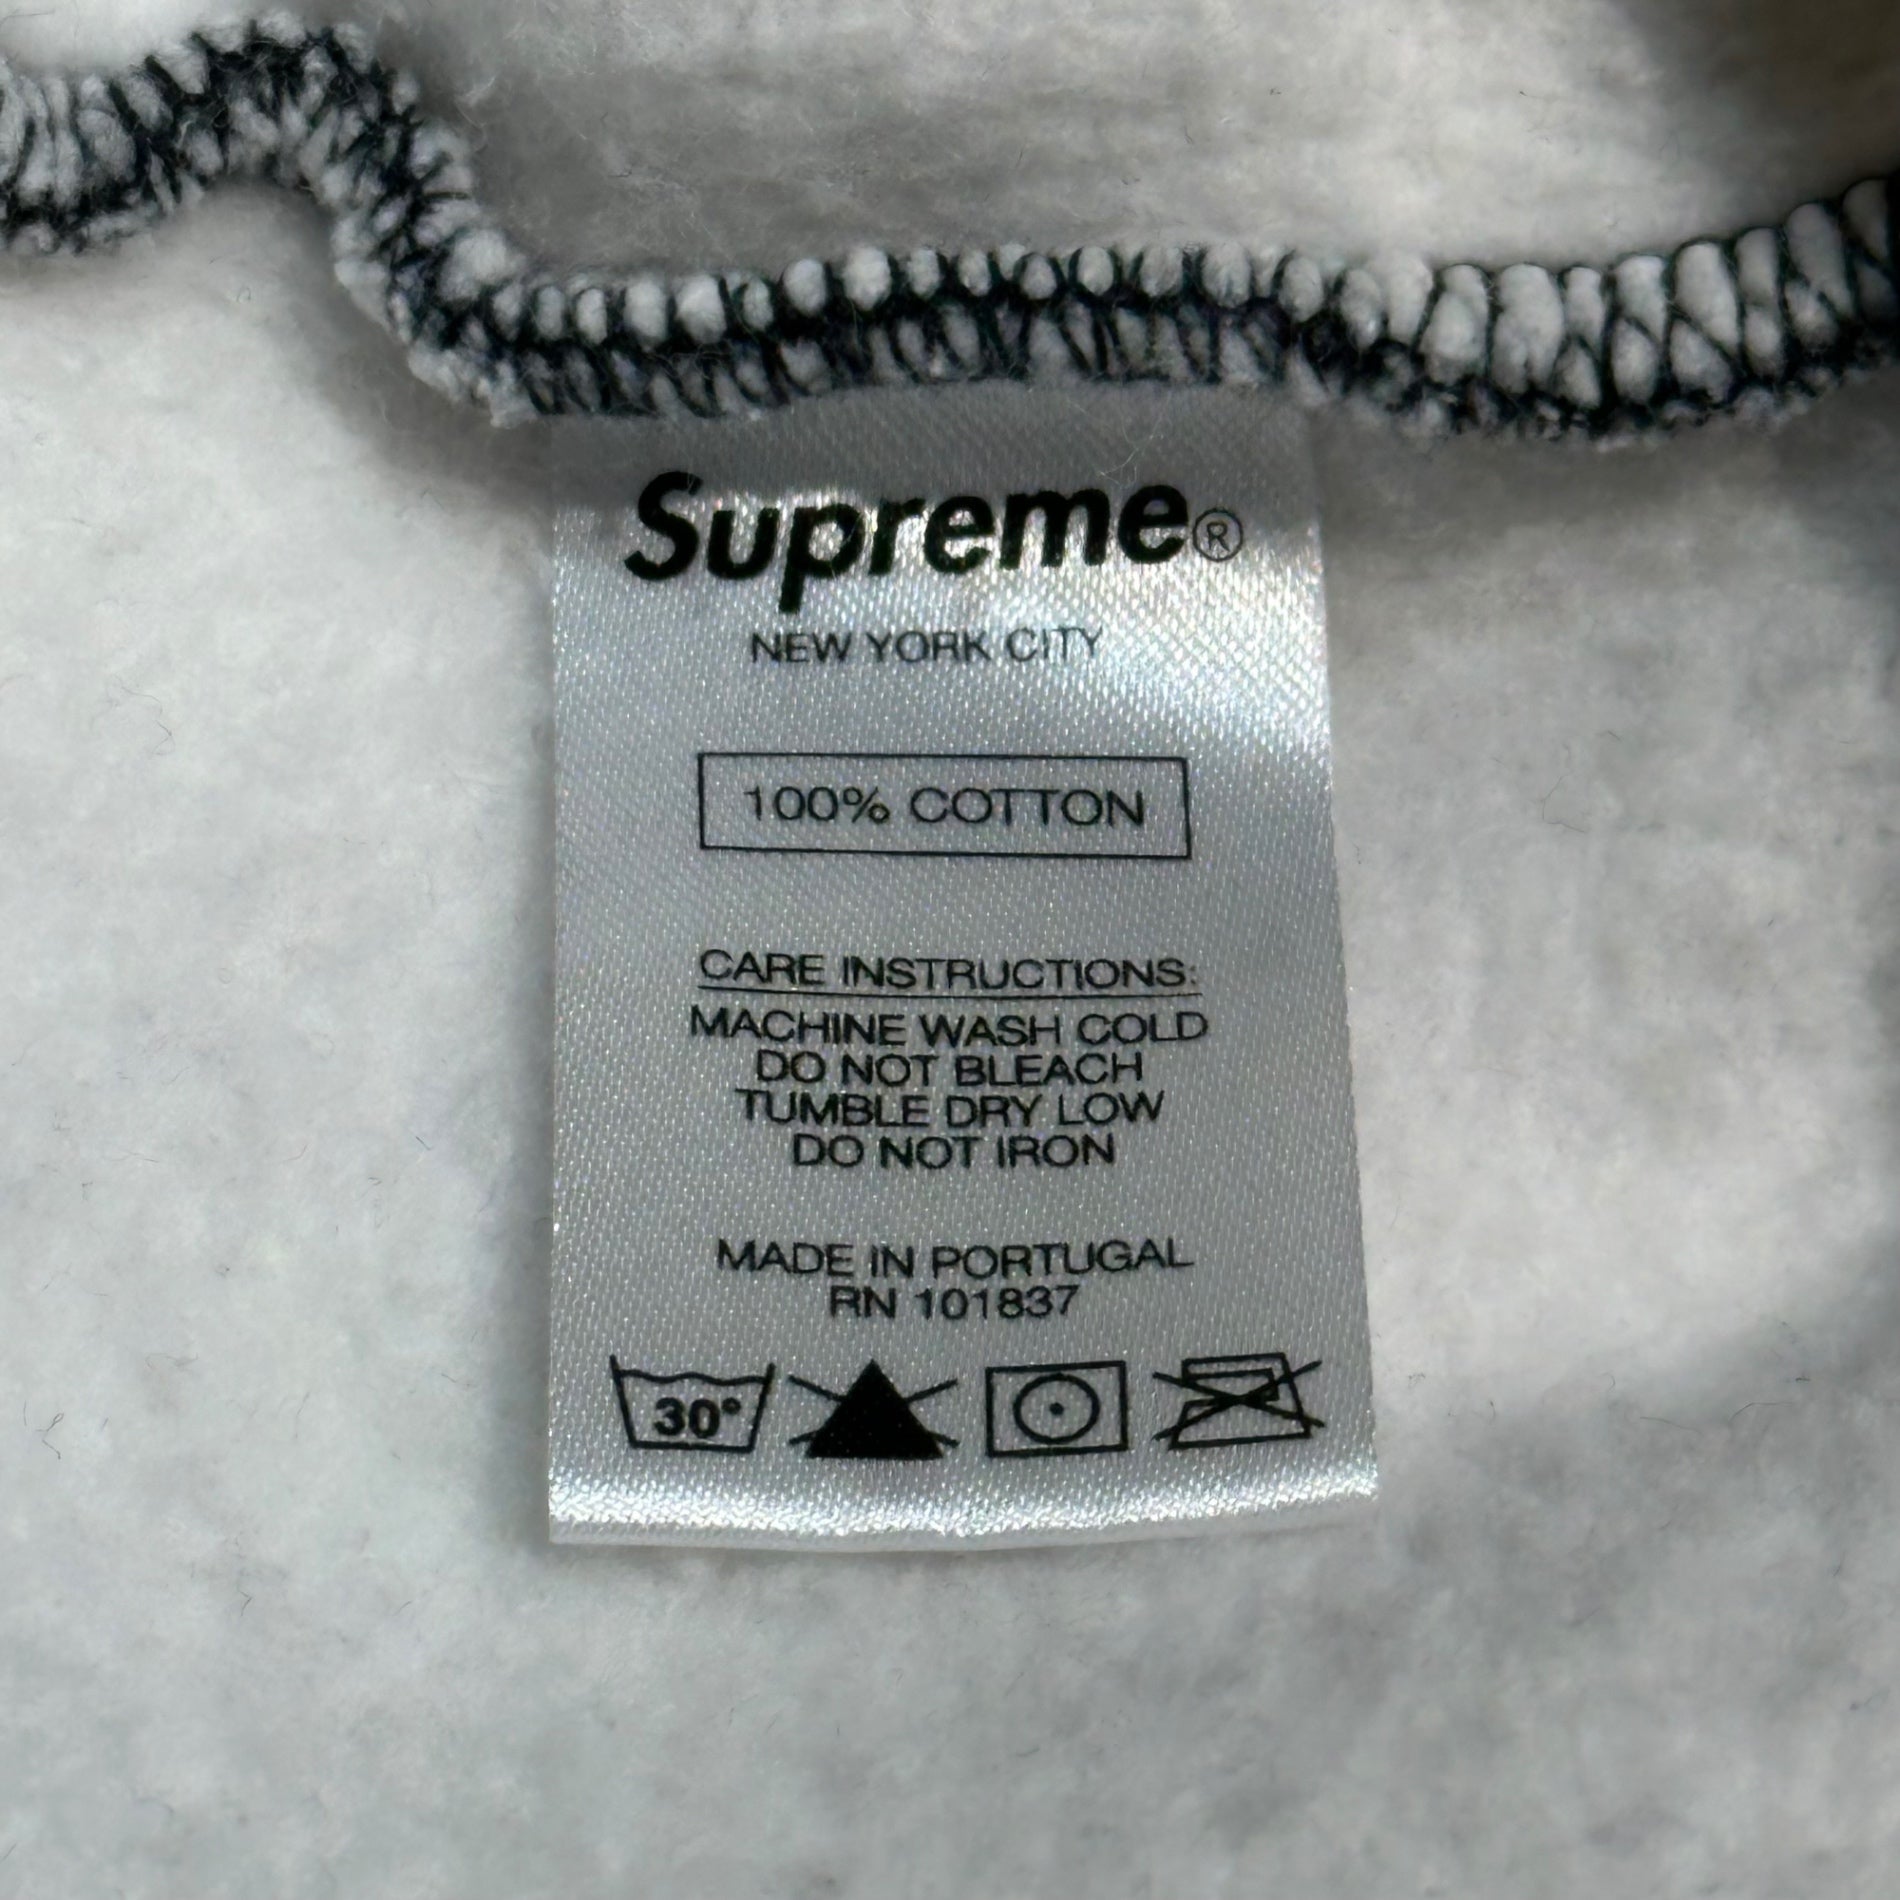 Supreme®
NEW YORK CITY
100% COTTON
CARE INSTRUCTIONS:
MACHINE WASH COLD
DO NOT BLEACH
TUMBLE DRY LOW
DO NOT IRON
MADE IN PORTUGAL
RN 101837
30°